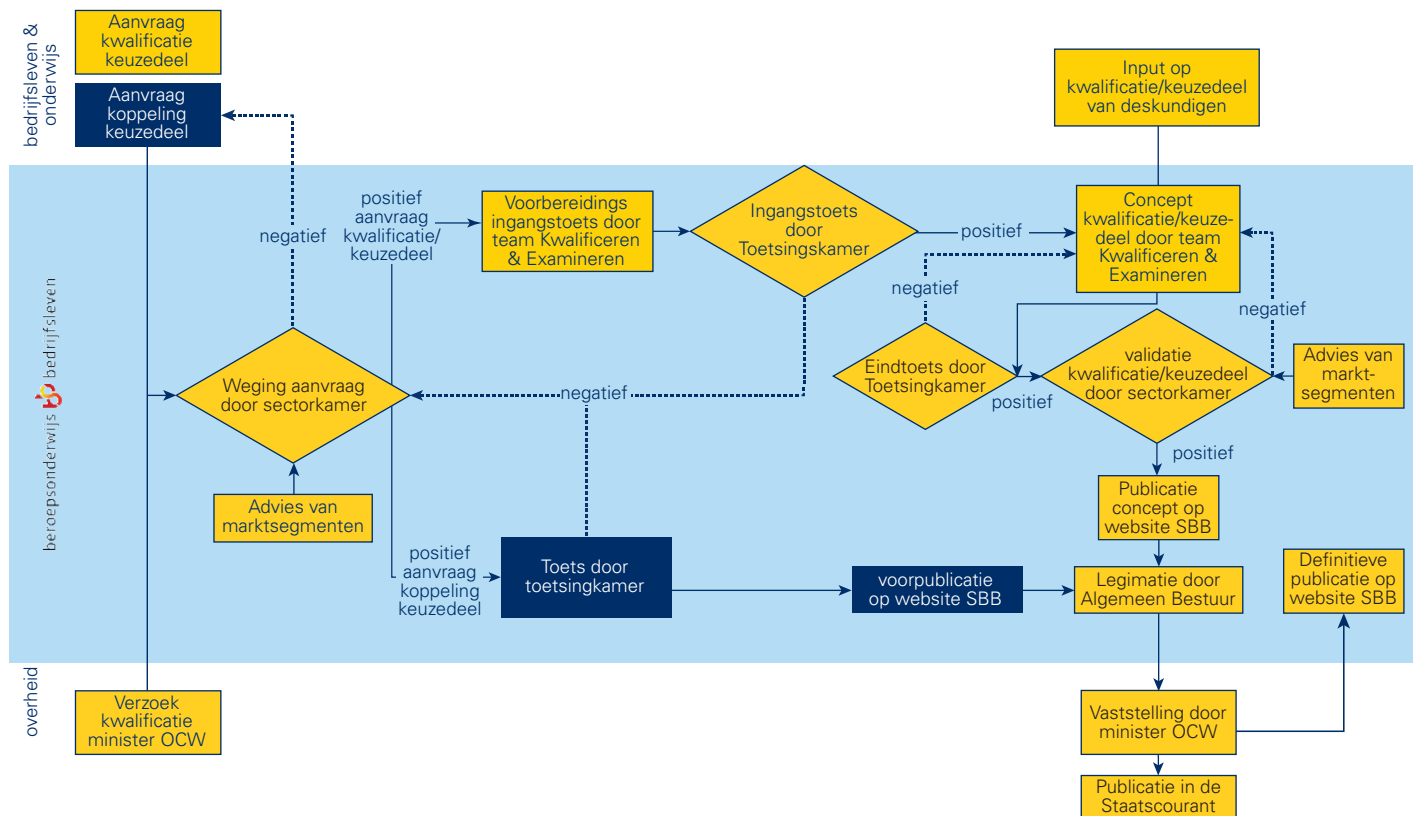 bedrijfsleven &
onderwijs
Aanvraag
kwalificatie
keuzedeel
Aanvraag
koppeling
keuzedeel
Input op
kwalificatie/keuzedeel
van deskundigen
beroepsonderwijs bedrijfsleven
negatief
positief
aanvraag
kwalificatie/
keuzedeel
Voorbereidings
ingangstoets door
team Kwalificeren
& Examineren
Ingangstoets
door
Toetsingskamer
positief
Concept
kwalificatie/keuze-
deel door team
Kwalificeren &
Examineren
negatief
negatief
Weging aanvraag
door sectorkamer
negatief
Eindtoets door
Toetsingkamer
positief
validatie
kwalificatie/keuzedeel
door sectorkamer
Advies van
markt-
segmenten
positief
Advies van
marktsegmenten
Publicatie
concept op
website SBB
positief
aanvraag
koppeling
keuzedeel
Toets door
toetsingkamer
voorpublicatie
op website SBB
Legimatie door
Algemeen Bestuur
Definitieve
publicatie op
website SBB
overheid
Verzoek
kwalificatie
minister OCW
Vaststelling door
minister OCW
Publicatie in de
Staatscourant